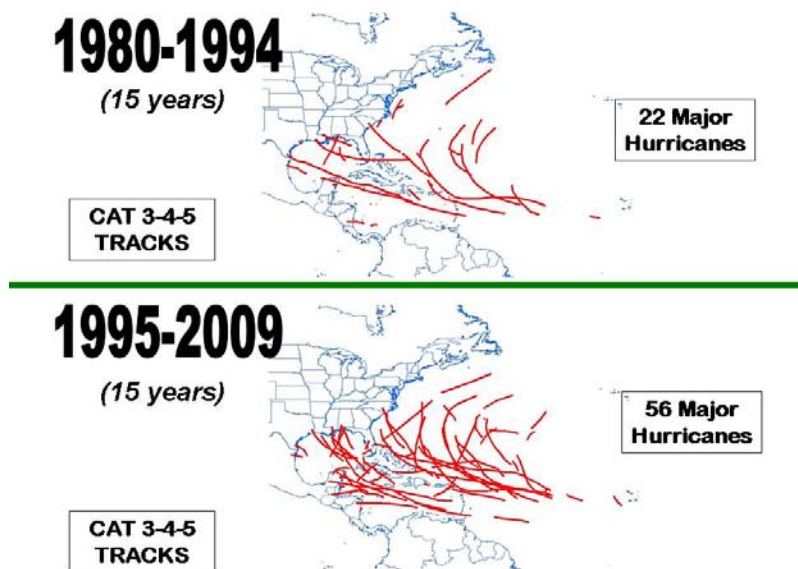 1980-1994
(15 years)
22 Major
Hurricanes
CAT 3-4-5
TRACKS
1995-2009
(15 years)
56 Major
Hurricanes
CAT 3-4-5
TRACKS